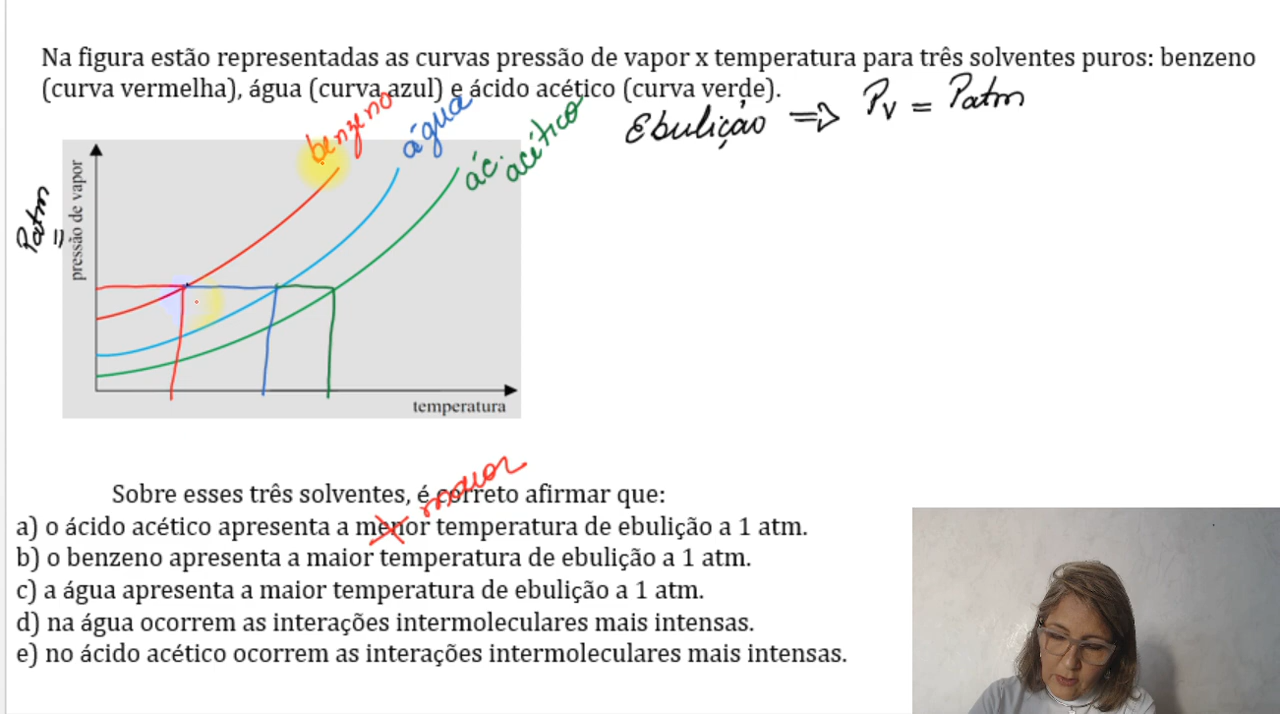 Na figura estão representadas as curvas pressão de vapor x temperatura para três solventes puros: benzeno
(curva vermelha), água (curva azul) e ácido acético (curva verde).
Ebulição ⇒ Pv = Patm
benzeno
água
ác. acético
Patm
=
pressão de vapor
temperatura
maior
Sobre esses três solventes, é correto afirmar que:
a) o ácido acético apresenta a menor temperatura de ebulição a 1 atm.
b) o benzeno apresenta a maior temperatura de ebulição a 1 atm.
c) a água apresenta a maior temperatura de ebulição a 1 atm.
d) na água ocorrem as interações intermoleculares mais intensas.
e) no ácido acético ocorrem as interações intermoleculares mais intensas.